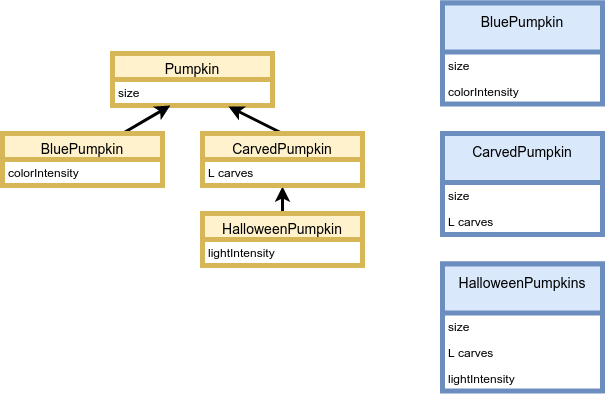 Pumpkin
size
BluePumpkin
colorIntensity
CarvedPumpkin
L carves
HalloweenPumpkin
lightIntensity
BluePumpkin
size
colorIntensity
CarvedPumpkin
size
L carves
HalloweenPumpkins
size
L carves
lightIntensity